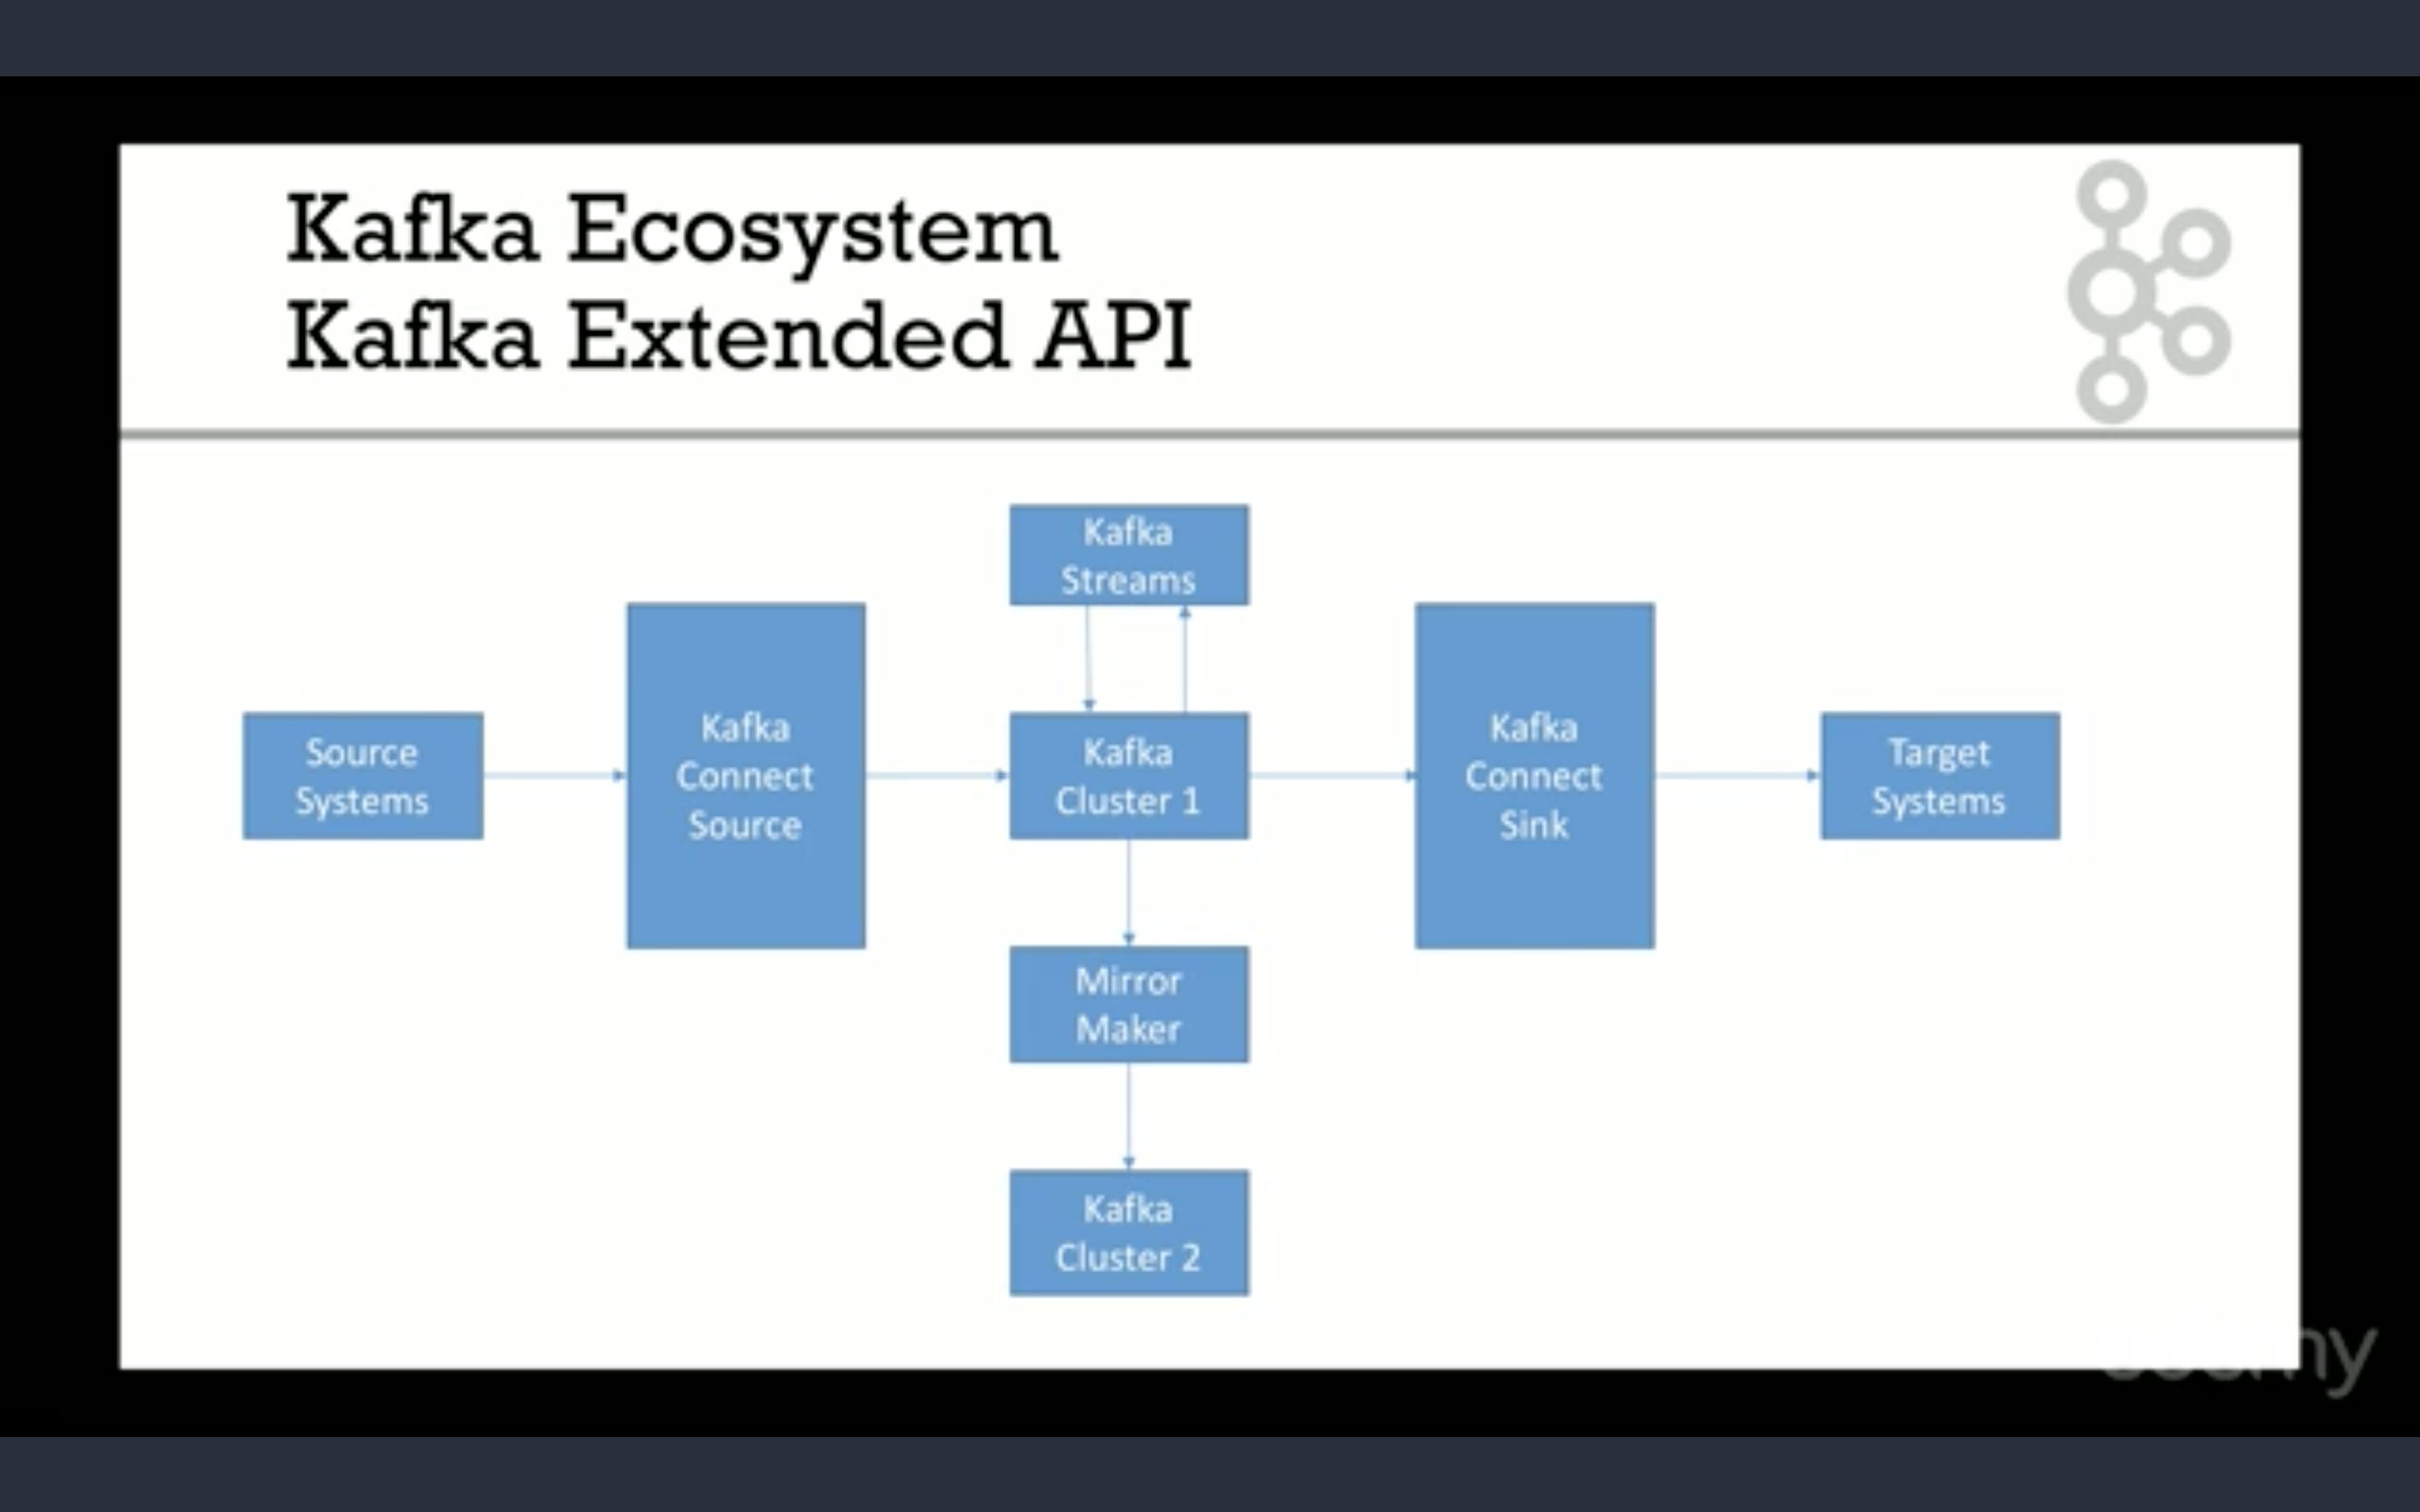 Kafka Ecosystem
Kafka Extended API
Kafka
Streams
Source
Systems
Kafka
Connect
Source
Kafka
Cluster 1
Kafka
Connect
Sink
Target
Systems
Mirror
Maker
Kafka
Cluster 2
udemy